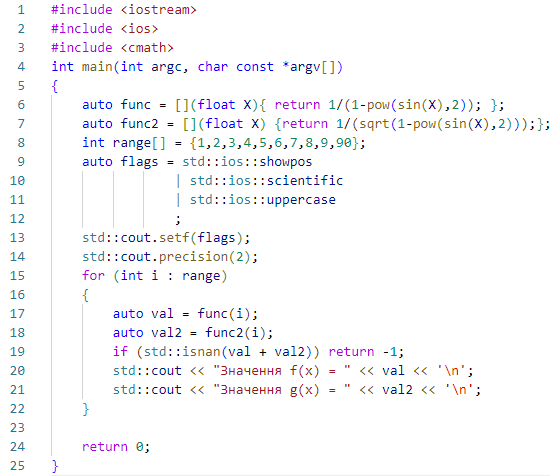 1 #include <iostream>
2 #include <ios>
3 #include <cmath>
4 int main(int argc, char const *argv[])
5 {
6     auto func = [](float X){ return 1/(1-pow(sin(X),2)); };
7     auto func2 = [](float X) {return 1/(sqrt(1-pow(sin(X),2)));};
8     int range[] = {1,2,3,4,5,6,7,8,9,90};
9     auto flags = std::ios::showpos
10                 | std::ios::scientific
11                 | std::ios::uppercase
12                 ;
13     std::cout.setf(flags);
14     std::cout.precision(2);
15     for (int i : range)
16     {
17         auto val = func(i);
18         auto val2 = func2(i);
19         if (std::isnan(val + val2)) return -1;
20         std::cout << "Значення f(x) = " << val << '\n';
21         std::cout << "Значення g(x) = " << val2 << '\n';
22     }
23
24     return 0;
25 }